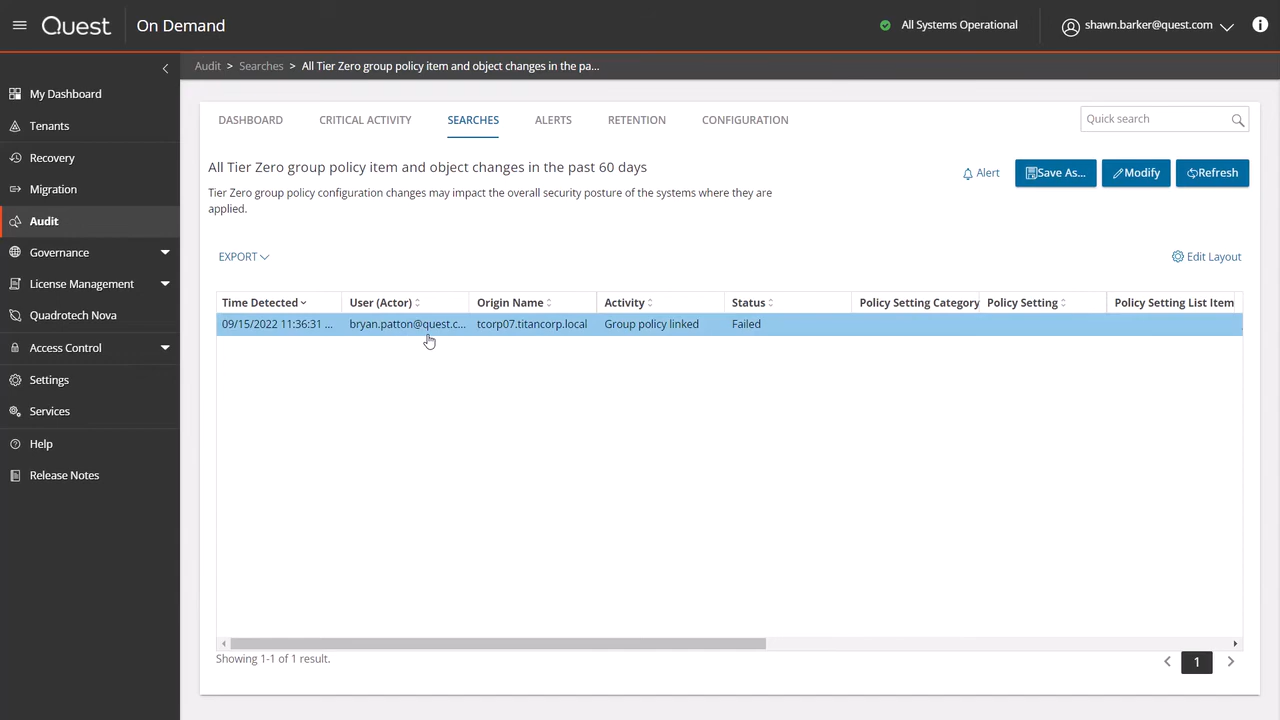 Quest
On Demand
All Systems Operational
shawn.barker@quest.com
My Dashboard
Tenants
Recovery
Migration
Audit
Governance
License Management
Quadrotech Nova
Access Control
Settings
Services
Help
Release Notes
Audit > Searches > All Tier Zero group policy item and object changes in the pa...
DASHBOARD CRITICAL ACTIVITY SEARCHES ALERTS RETENTION CONFIGURATION
Quick search
All Tier Zero group policy item and object changes in the past 60 days
Tier Zero group policy configuration changes may impact the overall security posture of the systems where they are
applied.
Alert Save As... Modify Refresh
EXPORT Edit Layout
Time Detected User (Actor) Origin Name Activity Status Policy Setting Category Policy Setting Policy Setting List Item
09/15/2022 11:36:31 ... bryan.patton@quest.c... tcorp07.titancorp.local Group policy linked Failed
Showing 1-1 of 1 result.
1